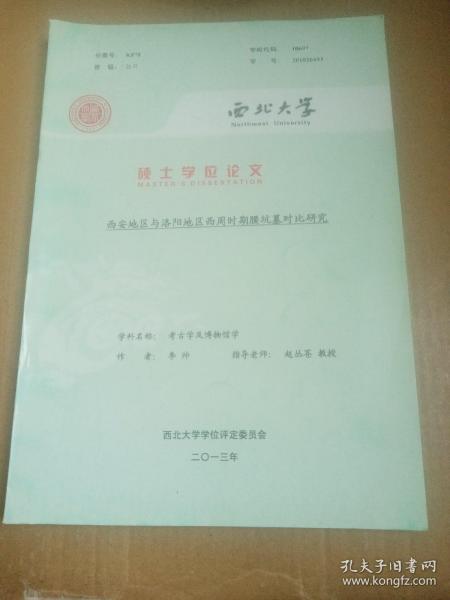 分类号：
学校代码：
密 级：公开
学 号：
西北大学
Northwest University
硕士学位论文
MASTER'S DISSERTATION
西安地区与洛阳地区西周时期腰坑墓对比研究
学科名称： 考古学及博物馆学
作 者： 李帅 指导老师： 赵丛苍 教授
西北大学学位评定委员会
二〇一三年
孔夫子旧书网
www.kongfz.com